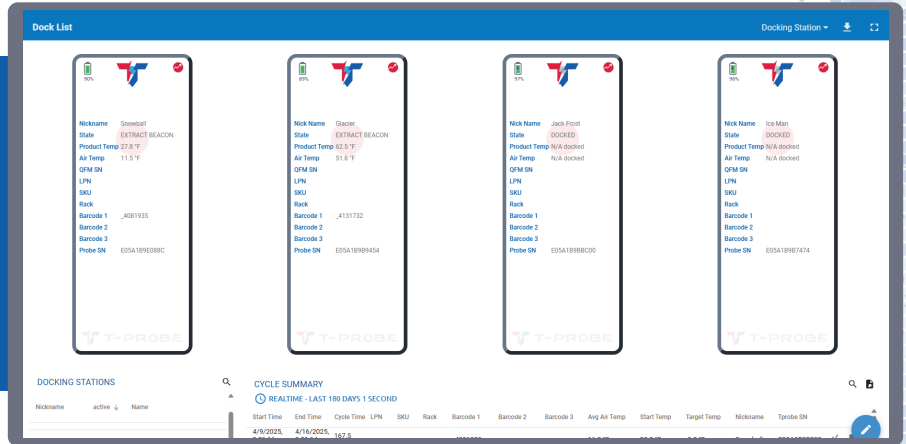 Dock List
Docking Station
90%
Nickname Snowball
State EXTRACT BEACON
Product Temp 27.8 °F
Air Temp 11.5 °F
QFM SN
LPN
SKU
Rack
Barcode 1 _4081935
Barcode 2
Barcode 3
Probe SN E05A1B9E088C
T-PROBE
89%
Nick Name Glacier
State EXTRACT BEACON
Product Temp 62.5 °F
Air Temp 51.8 °F
QFM SN
LPN
SKU
Rack
Barcode 1 _4131732
Barcode 2
Barcode 3
Probe SN E05A1B9B9454
T-PROBE
97%
Nick Name Jack Frost
State DOCKED
Product Temp N/A docked
Air Temp N/A docked
QFM SN
LPN
SKU
Rack
Barcode 1
Barcode 2
Barcode 3
Probe SN E05A1B9BBC00
T-PROBE
96%
Nick Name Ice Man
State DOCKED
Product Temp N/A docked
Air Temp N/A docked
QFM SN
LPN
SKU
Rack
Barcode 1
Barcode 2
Barcode 3
Probe SN E05A1B9B7474
T-PROBE
DOCKING STATIONS
Nickname active Name
CYCLE SUMMARY
REALTIME - LAST 180 DAYS 1 SECOND
Start Time End Time Cycle Time LPN SKU Rack Barcode 1 Barcode 2 Barcode 3 Avg Air Temp Start Temp Target Temp Nickname Tprobe SN
4/9/2025, 4/16/2025,
167.5